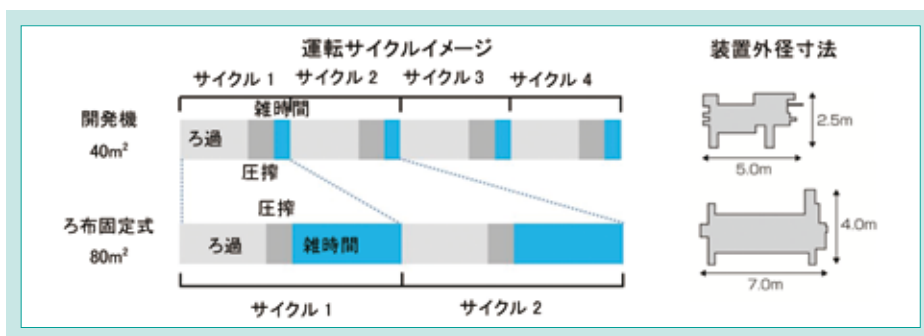 運転サイクルイメージ
装置外径寸法
サイクル 1
サイクル 2
サイクル 3
サイクル 4
雑時間
開発機
40m²
ろ過
圧搾
2.5m
5.0m
圧搾
ろ布固定式
80m²
ろ過
雑時間
4.0m
7.0m
サイクル 1
サイクル 2